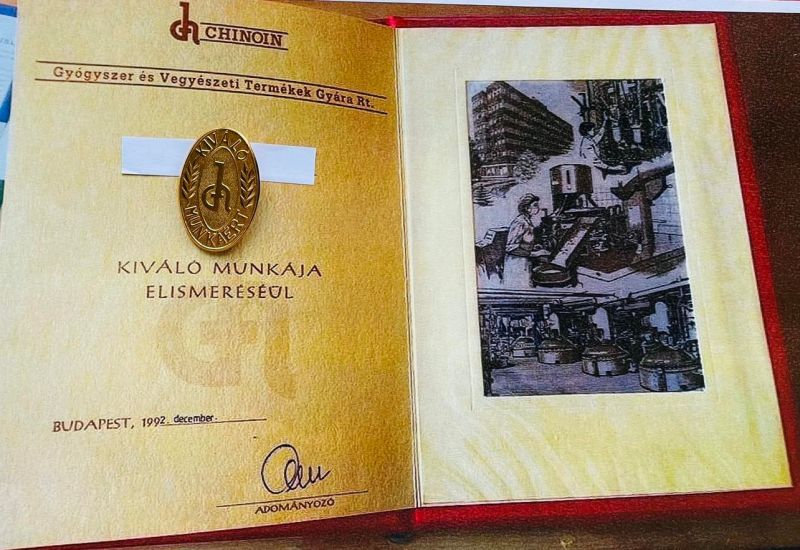 CHINOIN
Gyógyszer és Vegyészeti Termékek Gyára Rt.
KIVÁLÓ
MUNKÁÉRT
KIVÁLÓ MUNKÁJA
ELISMERÉSÉÜL
BUDAPEST, 1992. december.
ADOMÁNYOZÓ